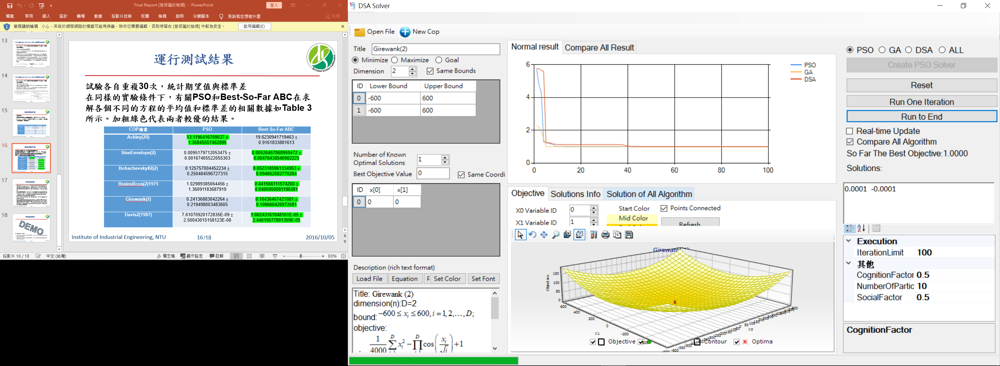 Final Report [受保護的檢視] - PowerPoint
登入
檔案 常用 插入 設計 轉場 動畫 投影片放映 校閱 檢視 說明 分鏡腳本 告訴我您想做什麼 共用
受保護的檢視 小心，來自於網際網路的檔案可能有病毒。除非您需要編輯，否則停留在 [受保護的檢視] 中較為安全。 啟用編輯(E)
13
14
15
16
17
18
DEMO
運行測試結果
Decision Science Laboratory
試驗各自重複30次，統計期望值與標準差
在同樣的實驗條件下，有關PSO和Best-So-Far ABC在求
解各個不同的方程的平均值和標準差的相關數據如Table 3
所示。加粗綠色代表兩者較優的結果。
COP檔案 PSO Best-So-Far ABC
Ackley(20) 13.1196416709537 ± 1.36845557462895 19.6230941719463 ± 0.9161833881613
SineEnvelope(2) 0.0095179712053475 ± 0.00167405522055303 0.00526467868959472 ± 0.00476438540902225
Bohachevsky#2(2) 0.125757004452234 ± 0.250484596727315 0.0523185961334953 ± 0.094662602770264
BrainsRcos(2)1975 1.02989385064456 ± 1.36091183687919 0.441566111574208 ± 0.0400950081190481
Girewank(2) 0.24136883042264 ± 0.219498003483605 0.16436467421881 ± 0.199660426972681
Davis2(1987) 7.61070920172835E-09 ± 2.50043015158123E-08 1.60243161848161E-05 ± 2.44019577801359E-05
Institute of Industrial Engineering, NTU 16/18 2016/10/05
投影片 16 / 18 中文 (台灣) 備忘稿 顯示設定 註解 83%
DSA Solver
Open File New Cop
Title Girewank(2)
Minimize Maximize Goal
Dimension 2 Same Bounds
ID Lower Bound Upper Bound
0 -600 600
1 -600 600
Number of Known
Optimal Solutions 1
Best Objective Value 0 Same Coordi
ID x[0] x[1]
0 0 0
Description (rich text format)
Load File Equation F Set Color Set Font
Title: Girewank (2)
dimension(n):D=2
bound: −600 ≤ xᵢ ≤ 600, i = 1, 2, …, D;
objective:
1/4000 ∑ xᵢ² − ∏ cos(xᵢ/√i) +1
Normal result Compare All Result
6
4
2
0
0 20 40 60 80 100
PSO
GA
DSA
Objective Solutions Info Solution of All Algorithm
X0 Variable ID 0 Start Color Points Connected
Mid Color
X1 Variable ID 1 Refresh
Girewank(2)
Objective
150
100
50
0
600 400 200 0 -200
X1
X0
Objective Contour Optima
PSO GA DSA ALL
Create PSO Solver
Reset
Run One Iteration
Run to End
Real-time Update
Compare All Algorithm
So Far The Best Objective:1.0000
Solutions:
0.0001 -0.0001
Execution
IterationLimit 100
其他
CognitionFactor 0.5
NumberOfPartic 10
SocialFactor 0.5
CognitionFactor